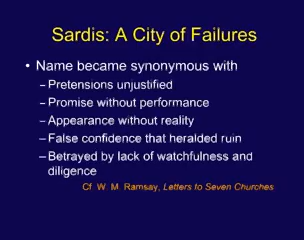 Sardis: A City of Failures
• Name became synonymous with
– Pretensions unjustified
– Promise without performance
– Appearance without reality
– False confidence that heralded ruin
– Betrayed by lack of watchfulness and
diligence
Cf. W. M. Ramsay, Letters to Seven Churches